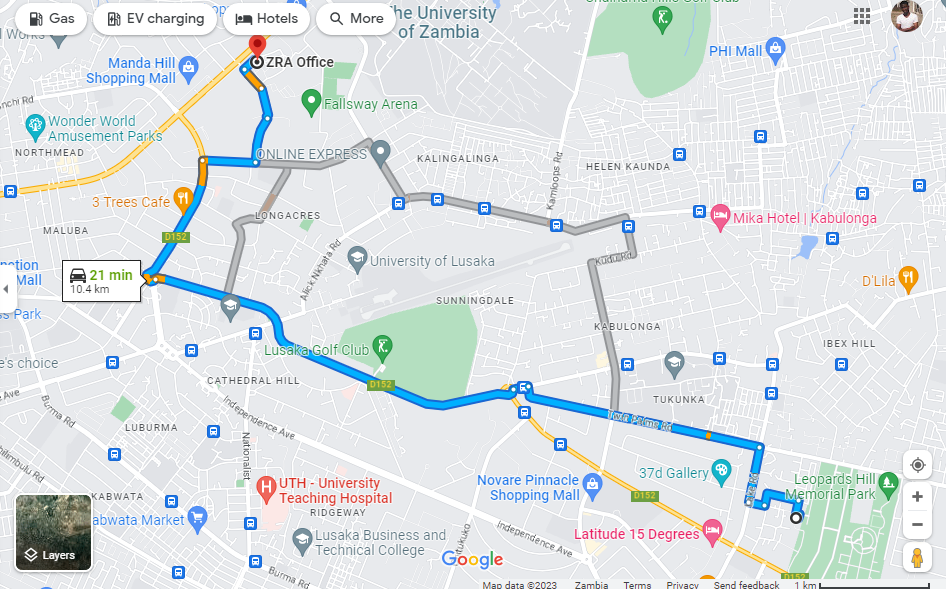 Gas
EV charging
Hotels
More
The University
of Zambia
PHI Mall
Manda Hill
Shopping Mall
ZRA Office
Fallsway Arena
Wonder World
Amusement Parks
NORTHMEAD
ONLINE EXPRESS
KALINGALINGA
HELEN KAUNDA
Kamloops Rd
3 Trees Cafe
LONGACRES
Mika Hotel | Kabulonga
MALUBA
D152
Alick Nkhata Rd
University of Lusaka
Kudu Rd
21 min
10.4 km
Mall
D'Lila
SUNNINGDALE
Park
KABULONGA
IBEX HILL
Lusaka Golf Club
e's choice
CATHEDRAL HILL
D152
TUKUNKA
Burma Rd
Independence Ave
Twin Palms Rd
LUBURMA
Nationalist
Chilimbulu Rd
37d Gallery
Leopards Hill
Memorial Park
UTH - University
Teaching Hospital
Novare Pinnacle
Shopping Mall
D152
KABWATA
RIDGEWAY
Kabwata Market
Independence Ave
Latitude 15 Degrees
Lusaka Business and
Technical College
Layers
Google
Burma Rd
D152
Map data ©2023
Zambia
Terms
Privacy
Send feedback
1 km